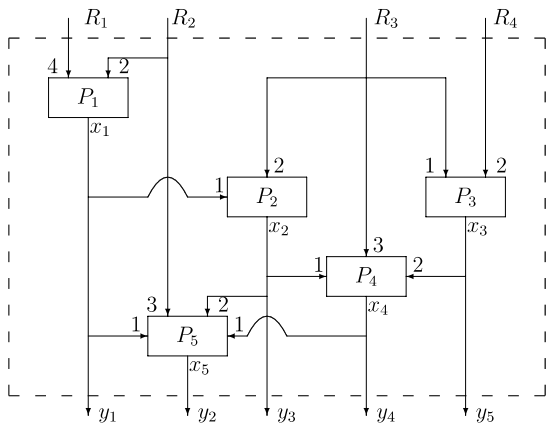 R₁ R₂ R₃ R₄
4 2
P₁
x₁
1 2 1 2
P₂ P₃
x₂ x₃
3
1 P₄ 2
x₄
3 2
1 P₅ 1
x₅
y₁ y₂ y₃ y₄ y₅